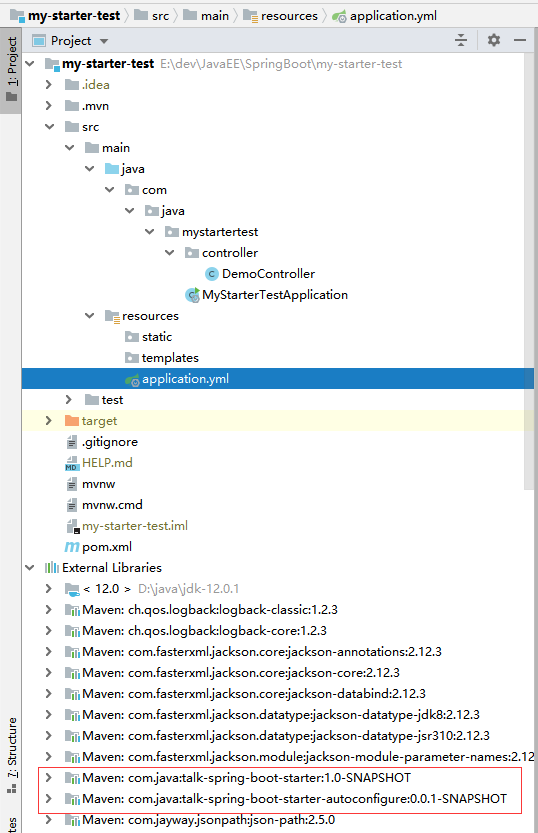 my-starter-test src main resources application.yml
1: Project
Project
my-starter-test E:\dev\JavaEE\SpringBoot\my-starter-test
.idea
.mvn
src
main
java
com
java
mystartertest
controller
C DemoController
C MyStarterTestApplication
resources
static
templates
application.yml
test
target
.gitignore
MD HELP.md
mvnw
mvnw.cmd
my-starter-test.iml
m pom.xml
External Libraries
< 12.0 > D:\java\jdk-12.0.1
Maven: ch.qos.logback:logback-classic:1.2.3
Maven: ch.qos.logback:logback-core:1.2.3
Maven: com.fasterxml.jackson.core:jackson-annotations:2.12.3
Maven: com.fasterxml.jackson.core:jackson-core:2.12.3
Maven: com.fasterxml.jackson.core:jackson-databind:2.12.3
Maven: com.fasterxml.jackson.datatype:jackson-datatype-jdk8:2.12.3
Maven: com.fasterxml.jackson.datatype:jackson-datatype-jsr310:2.12.3
Maven: com.fasterxml.jackson.module:jackson-module-parameter-names:2.12
7: Structure
Maven: com.java:talk-spring-boot-starter:1.0-SNAPSHOT
Maven: com.java:talk-spring-boot-starter-autoconfigure:0.0.1-SNAPSHOT
Maven: com.jayway.jsonpath:json-path:2.5.0